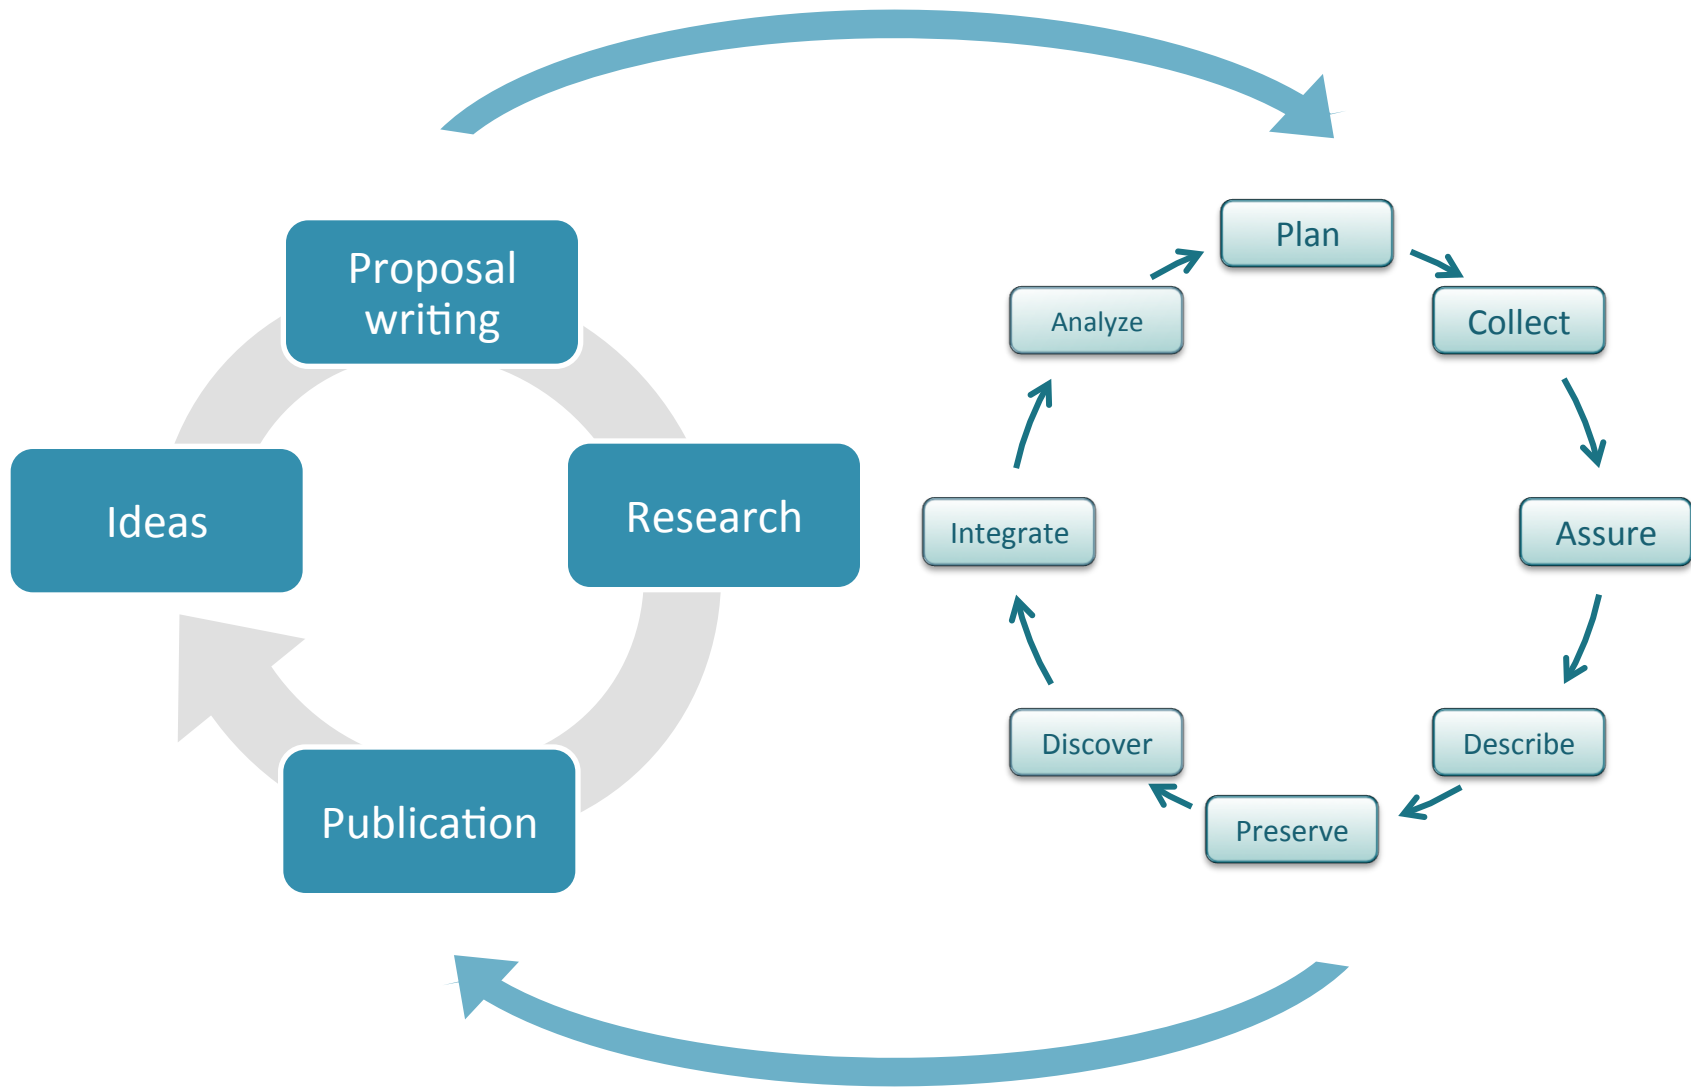 Proposal
writing
Ideas
Research
Publication
Plan
Analyze
Collect
Integrate
Assure
Discover
Describe
Preserve